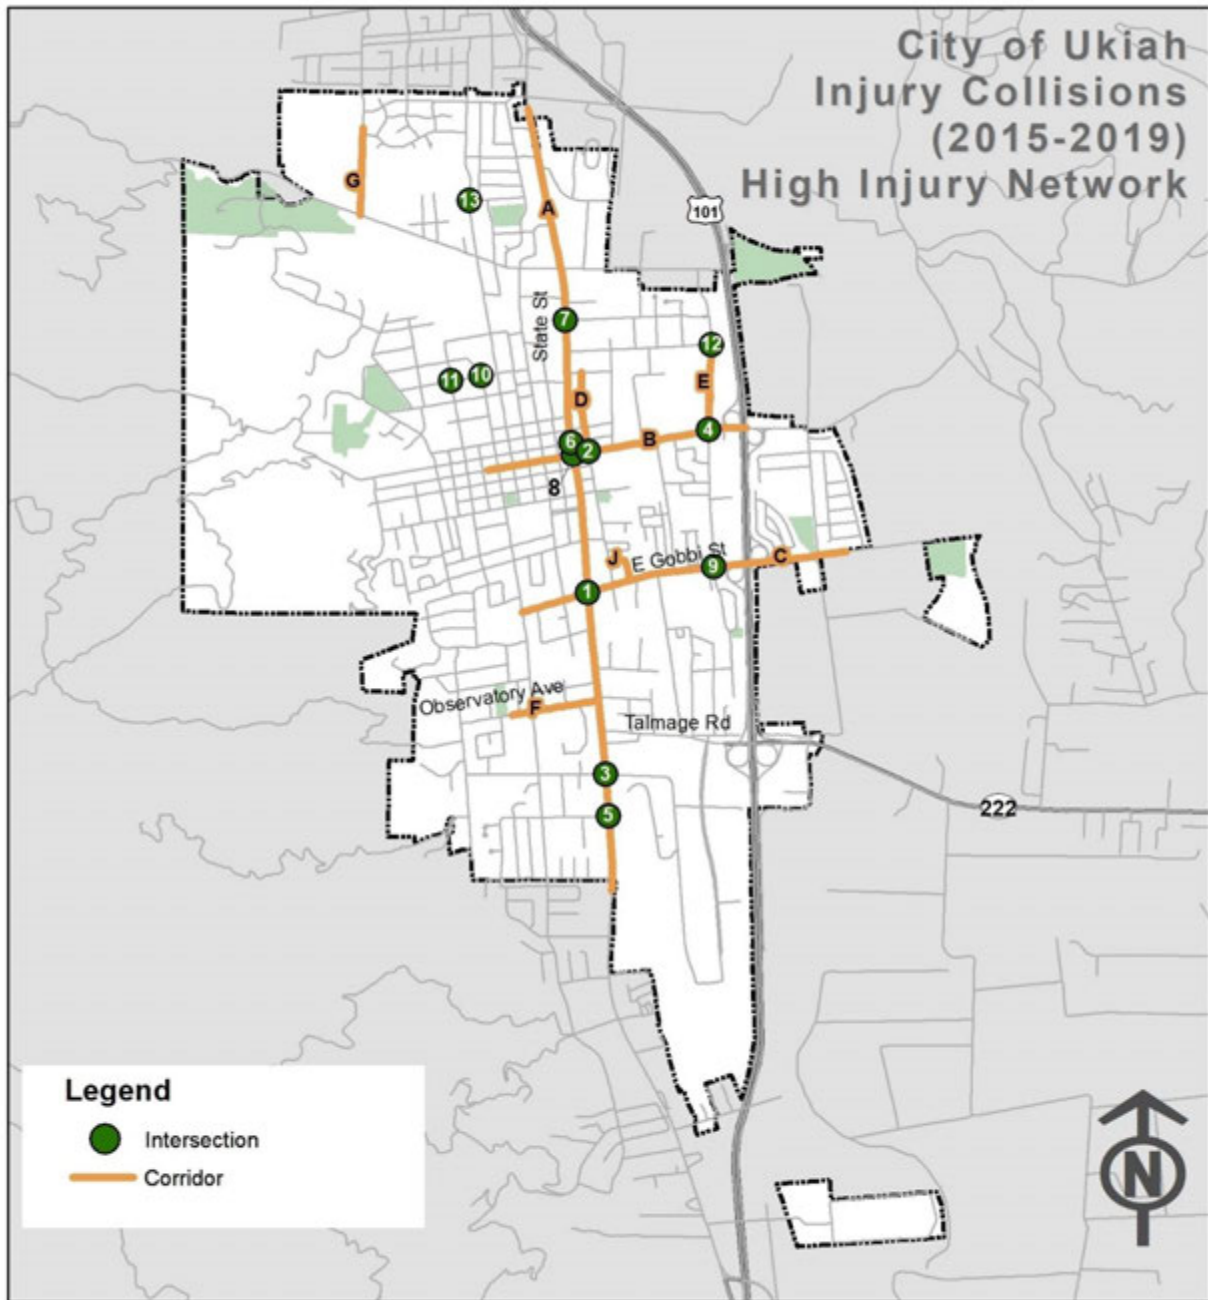 City of Ukiah
Injury Collisions
(2015-2019)
High Injury Network
G
13
A
101
State St
7
12
11
10
D
E
6
2
B
4
8
J
E Gobbi St
9
C
1
Observatory Ave
F
Talmage Rd
3
5
222
Legend
Intersection
Corridor
N